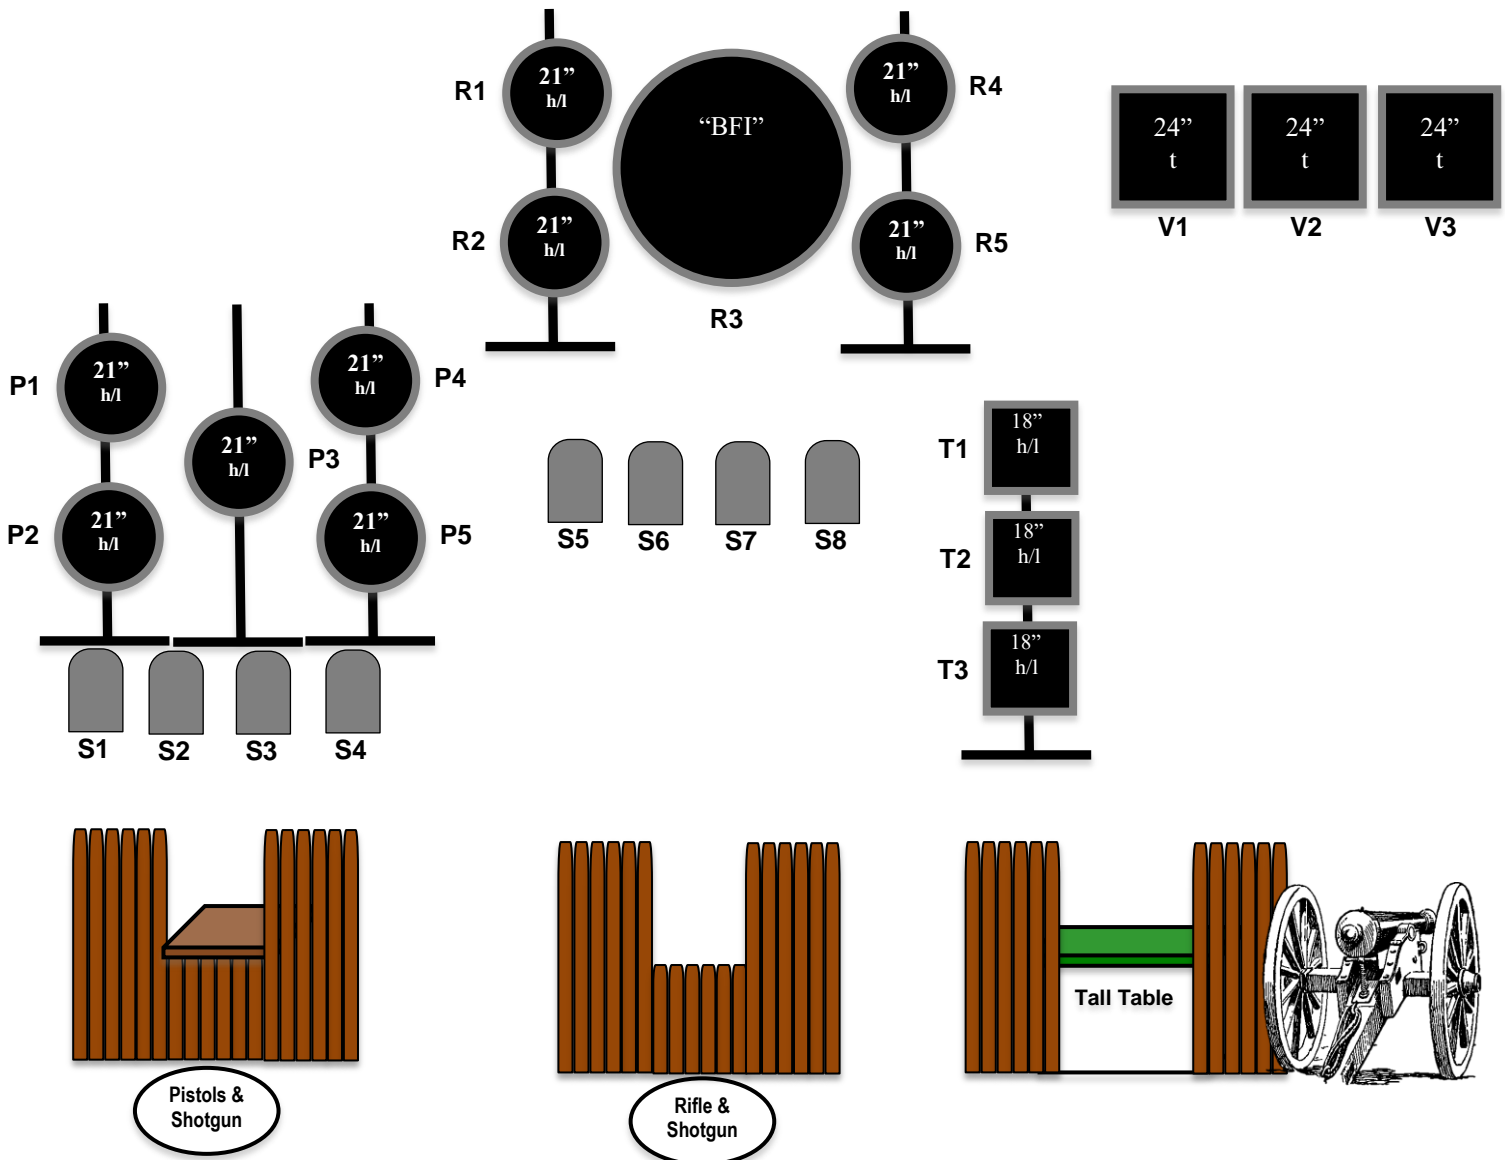 21”
h/l
R1
21”
h/l
R2
“BFI”
R3
21”
h/l
R4
21”
h/l
R5
24”
t
V1
24”
t
V2
24”
t
V3
21”
h/l
P1
21”
h/l
P2
21”
h/l
P3
21”
h/l
P4
21”
h/l
P5
S5
S6
S7
S8
T1
18”
h/l
T2
18”
h/l
T3
18”
h/l
S1
S2
S3
S4
Tall Table
Pistols &
Shotgun
Rifle &
Shotgun